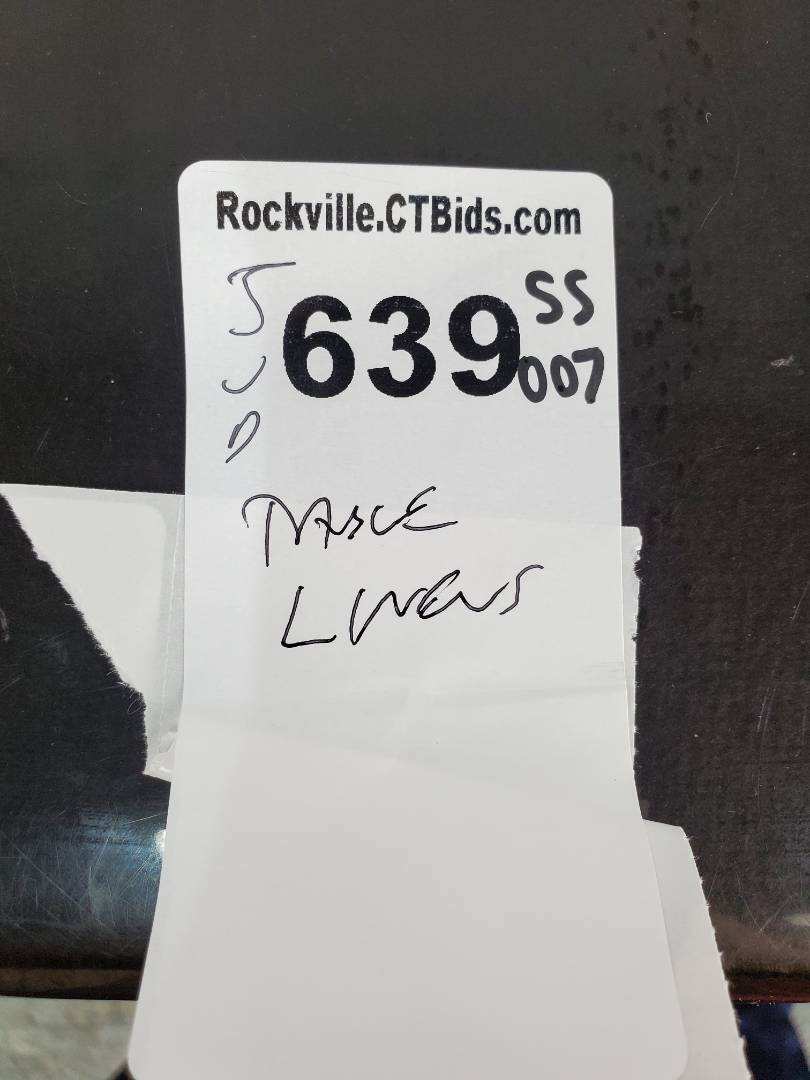 Rockville.CTBids.com
J
U
D
639
SS
007
TABLE
LINENS